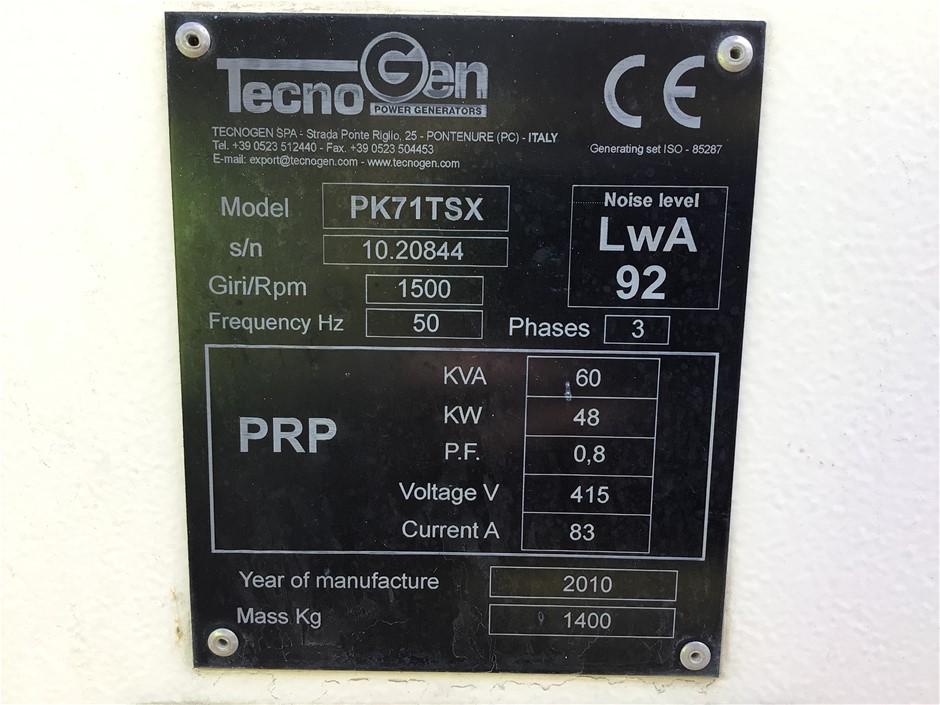 TecnoGen
POWER GENERATORS
CE
TECNOGEN SPA - Strada Ponte Riglio, 25 - PONTENURE (PC) - ITALY
Tel. +39 0523 512440 - Fax. +39 0523 504453
E-mail: export@tecnogen.com - www.tecnogen.com
Generating set ISO - 85287
Model PK71TSX
s/n 10.20844
Giri/Rpm 1500
Frequency Hz 50
Noise level
LwA
92
Phases 3
PRP
KVA 60
KW 48
P.F. 0,8
Voltage V 415
Current A 83
Year of manufacture 2010
Mass Kg 1400